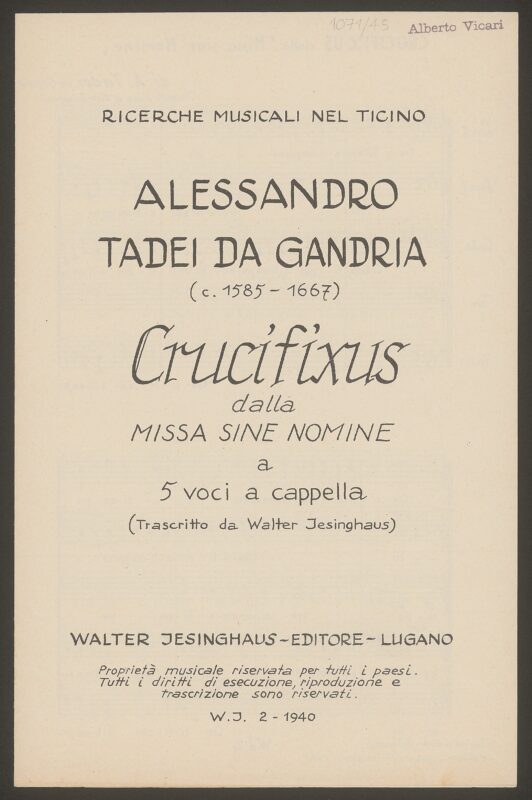 1071/45
Alberto Vicari
RICERCHE MUSICALI NEL TICINO
ALESSANDRO
TADEI DA GANDRIA
(c. 1585 - 1667)
Crucifixus
dalla
MISSA SINE NOMINE
a
5 voci a cappella
(Trascritto da Walter Jesinghaus)
WALTER JESINGHAUS - EDITORE - LUGANO
Proprietà musicale riservata per tutti i paesi.
Tutti i diritti di esecuzione, riproduzione e
trascrizione sono riservati.
W.J. 2 - 1940